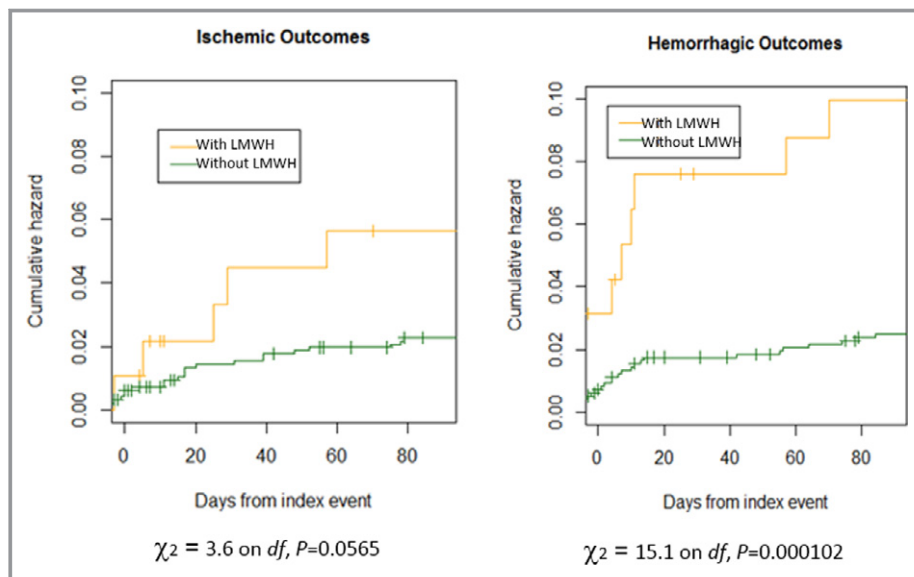 Ischemic Outcomes
Cumulative hazard
0.10
0.08
0.06
0.04
0.02
0.00
With LMWH
Without LMWH
0 20 40 60 80
Days from index event
χ2 = 3.6 on df, P=0.0565
Hemorrhagic Outcomes
Cumulative hazard
0.10
0.08
0.06
0.04
0.02
0.00
With LMWH
Without LMWH
0 20 40 60 80
Days from index event
χ2 = 15.1 on df, P=0.000102